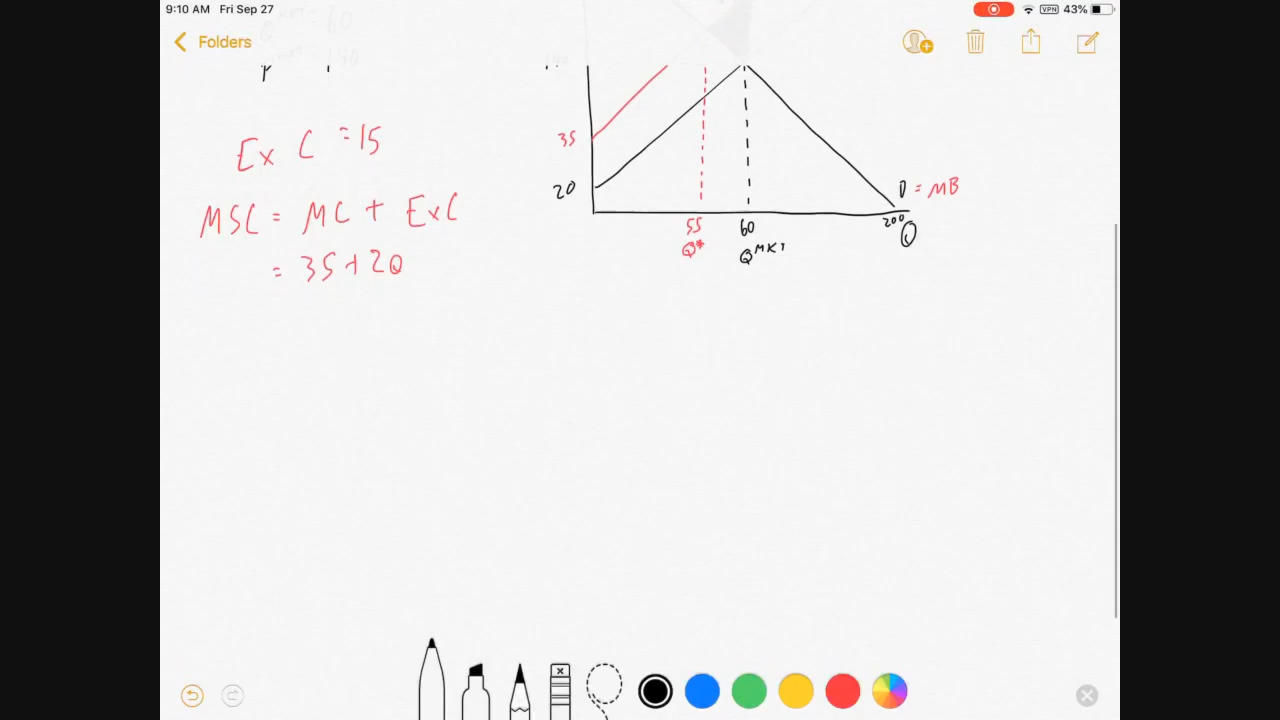 9:10 AM Fri Sep 27
VPN 43%
Folders
P
Ex C = 15
MSC = MC + ExC
= 35 + 2Q
35
20
D = MB
200
Q
55
Q*
60
Q^MKT